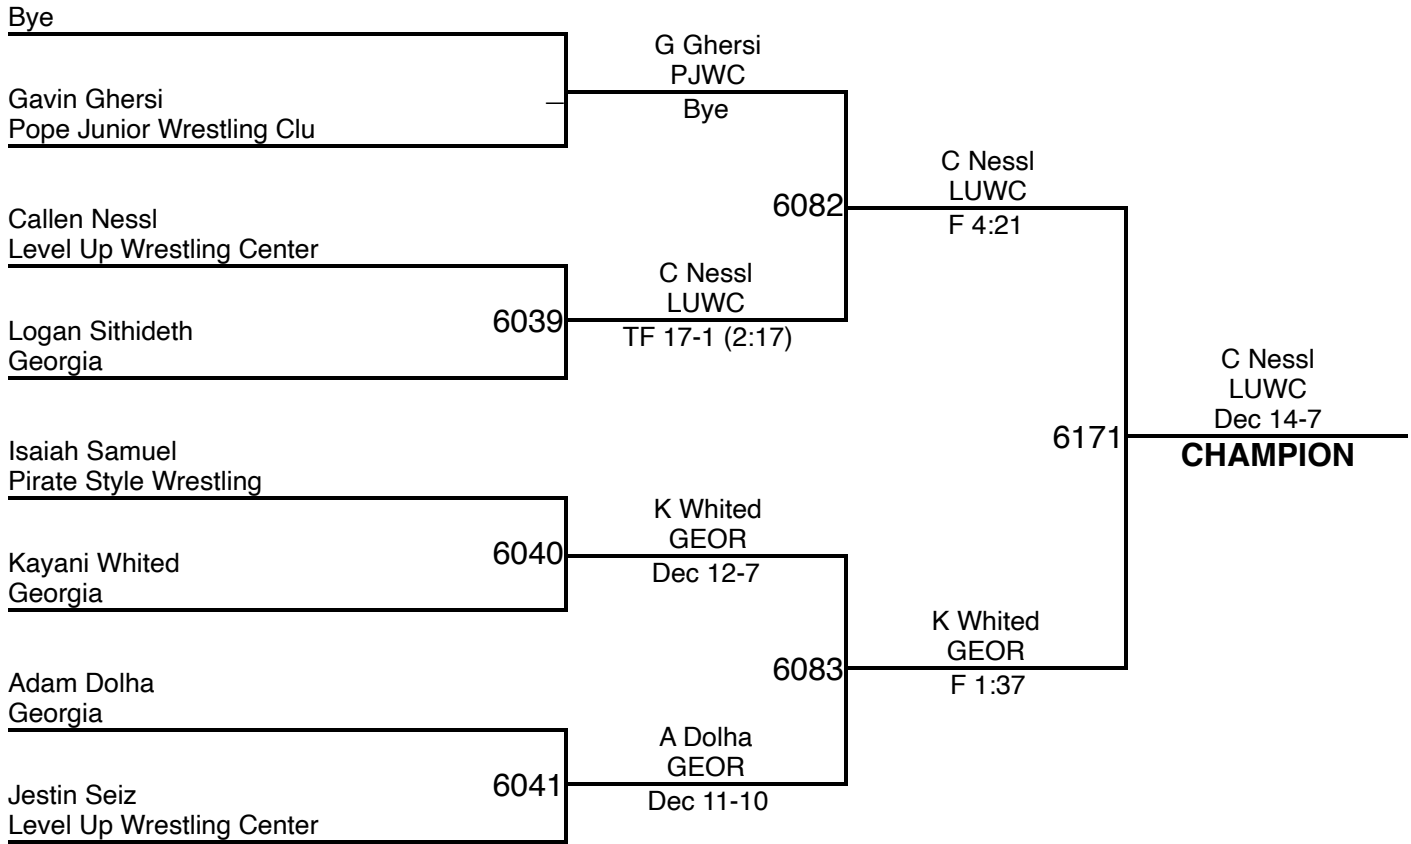 Bye
Gavin Ghersi
Pope Junior Wrestling Clu
Callen Nessl
Level Up Wrestling Center
Logan Sithideth
Georgia
Isaiah Samuel
Pirate Style Wrestling
Kayani Whited
Georgia
Adam Dolha
Georgia
Jestin Seiz
Level Up Wrestling Center
G Ghersi
PJWC
Bye
6039
C Nessl
LUWC
TF 17-1 (2:17)
6040
K Whited
GEOR
Dec 12-7
6041
A Dolha
GEOR
Dec 11-10
6082
C Nessl
LUWC
F 4:21
6083
K Whited
GEOR
F 1:37
6171
C Nessl
LUWC
Dec 14-7
CHAMPION